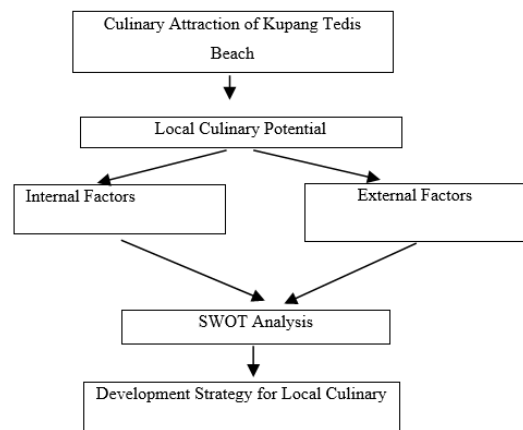 Culinary Attraction of Kupang Tedis
Beach
Local Culinary Potential
Internal Factors
External Factors
SWOT Analysis
Development Strategy for Local Culinary